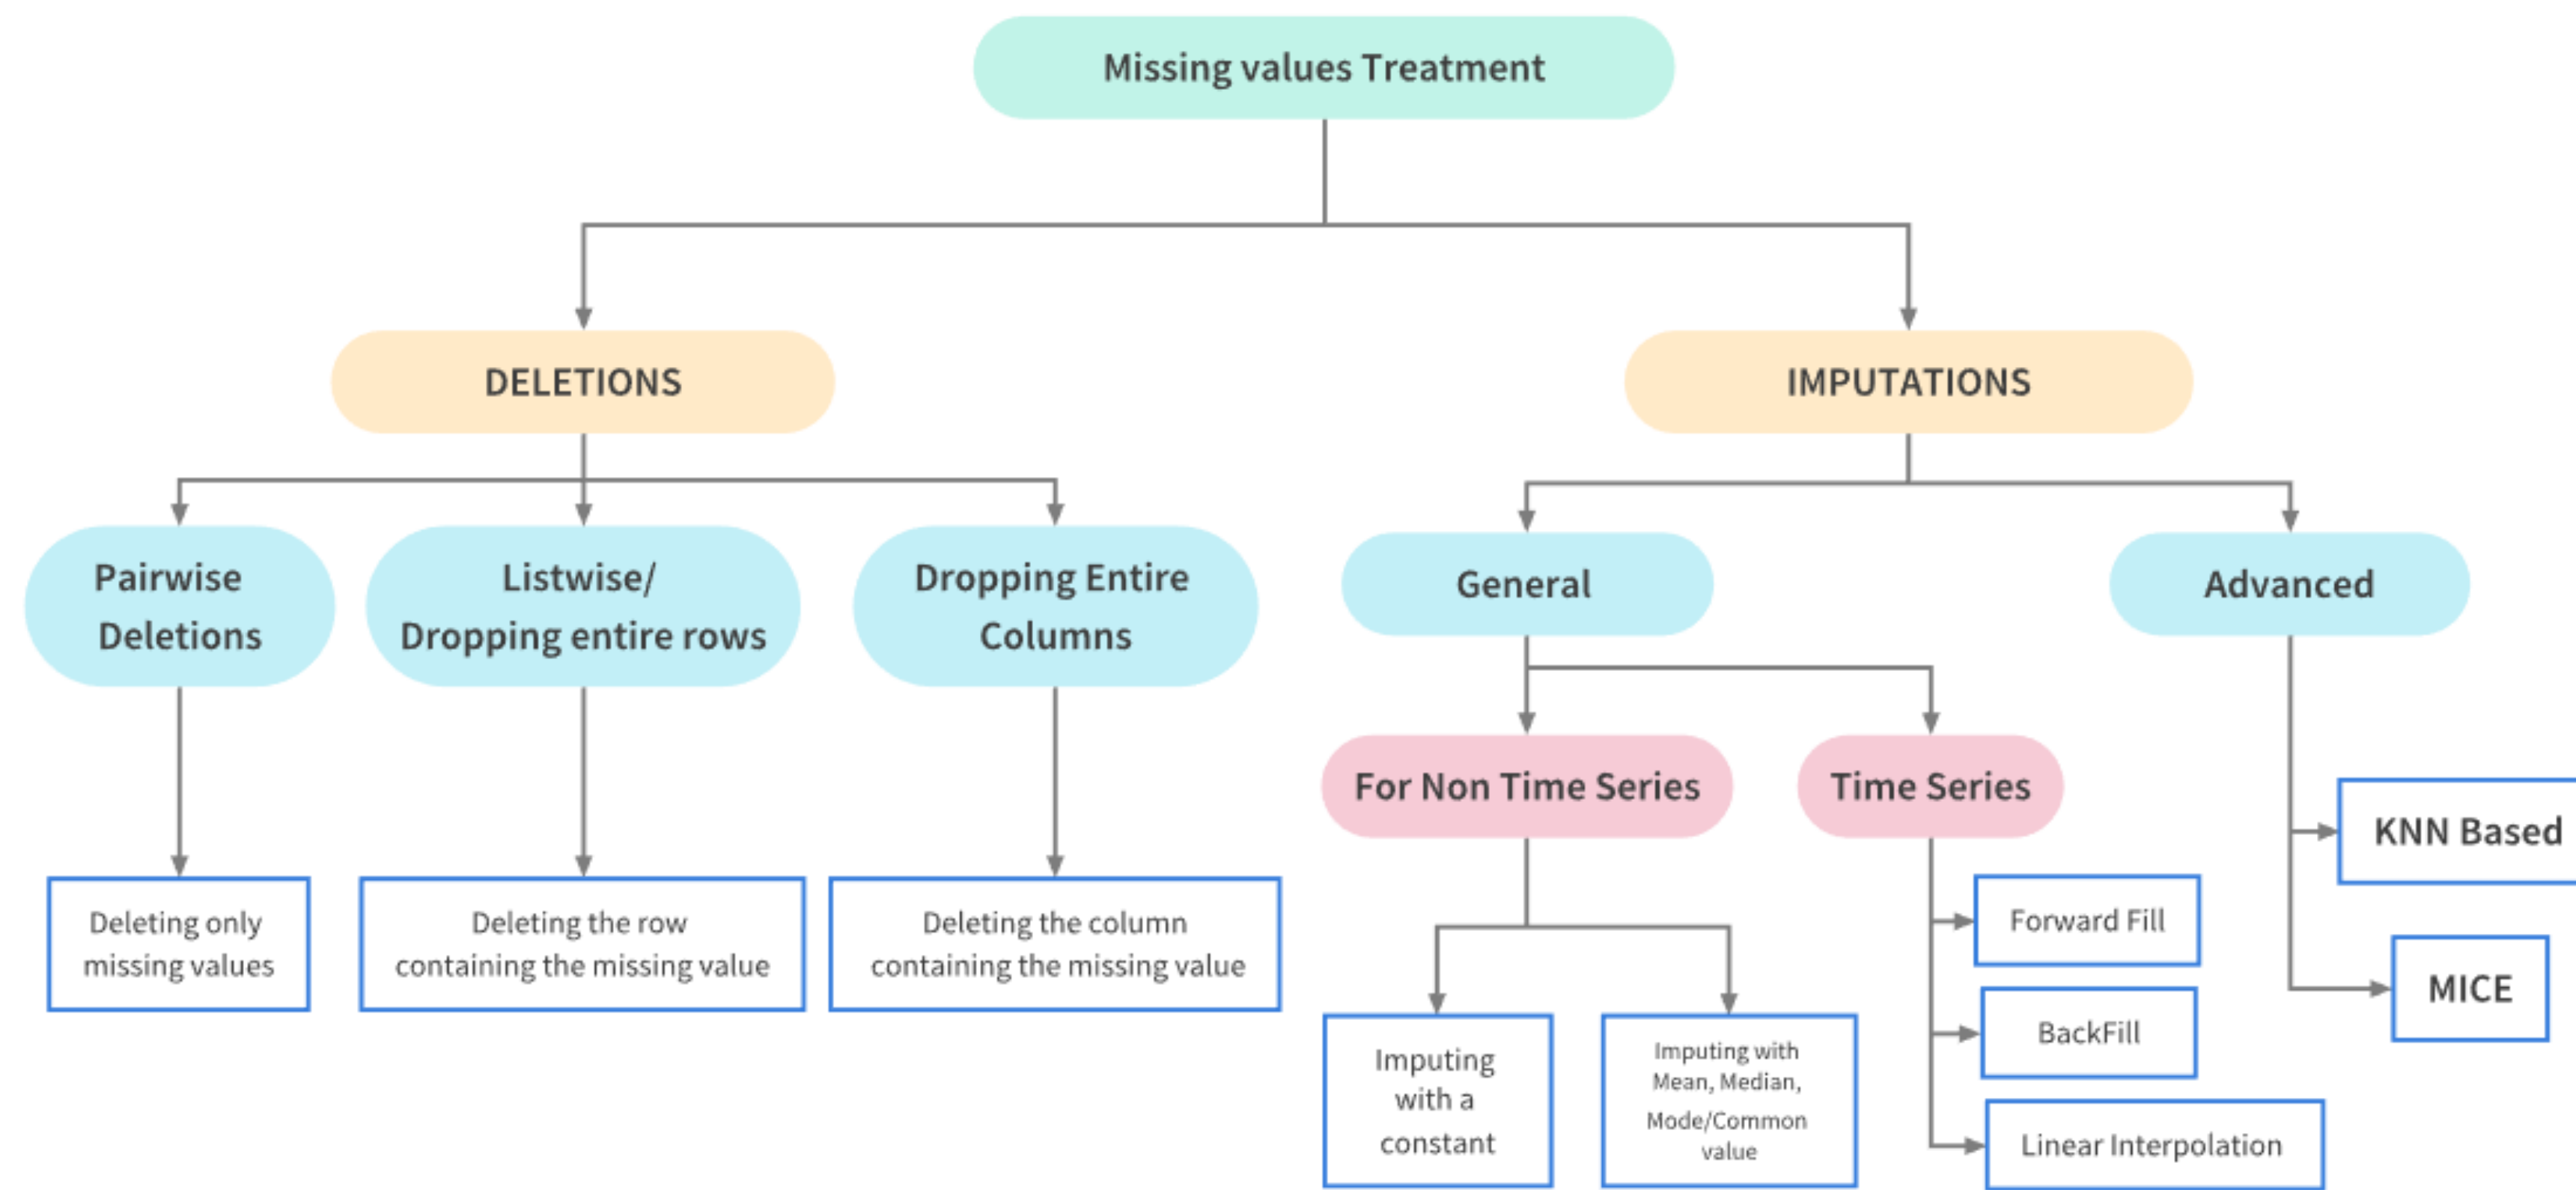 Missing values Treatment
DELETIONS
IMPUTATIONS
Pairwise
Deletions
Listwise/
Dropping entire rows
Dropping Entire
Columns
General
Advanced
For Non Time Series
Time Series
KNN Based
MICE
Deleting only
missing values
Deleting the row
containing the missing value
Deleting the column
containing the missing value
Imputing
with a
constant
Imputing with
Mean, Median,
Mode/Common
value
Forward Fill
BackFill
Linear Interpolation